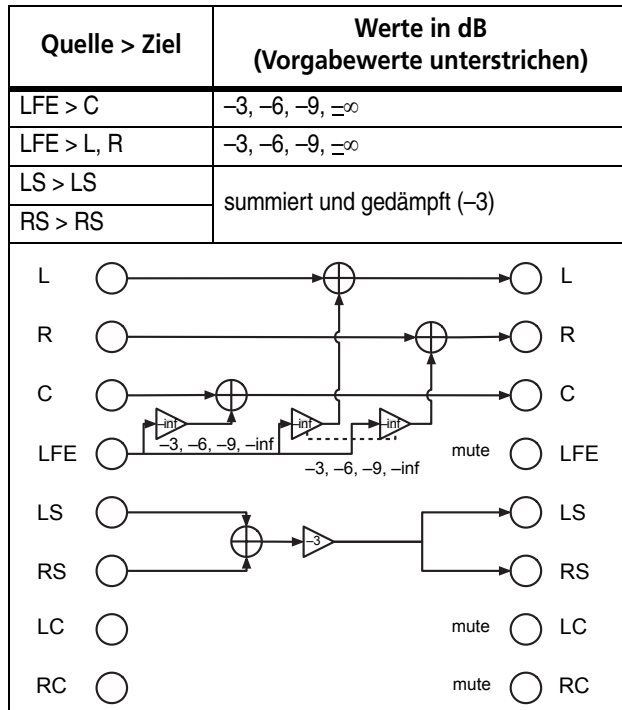 Quelle > Ziel
Werte in dB
(Vorgabewerte unterstrichen)
LFE > C
–3, –6, –9, –∞
LFE > L, R
–3, –6, –9, –∞
LS > LS
RS > RS
summiert und gedämpft (–3)
L
L
R
R
C
C
–inf
–inf
–inf
–3, –6, –9, –inf
LFE
mute
LFE
–3, –6, –9, –inf
LS
LS
–3
RS
RS
LC
mute
LC
RC
mute
RC